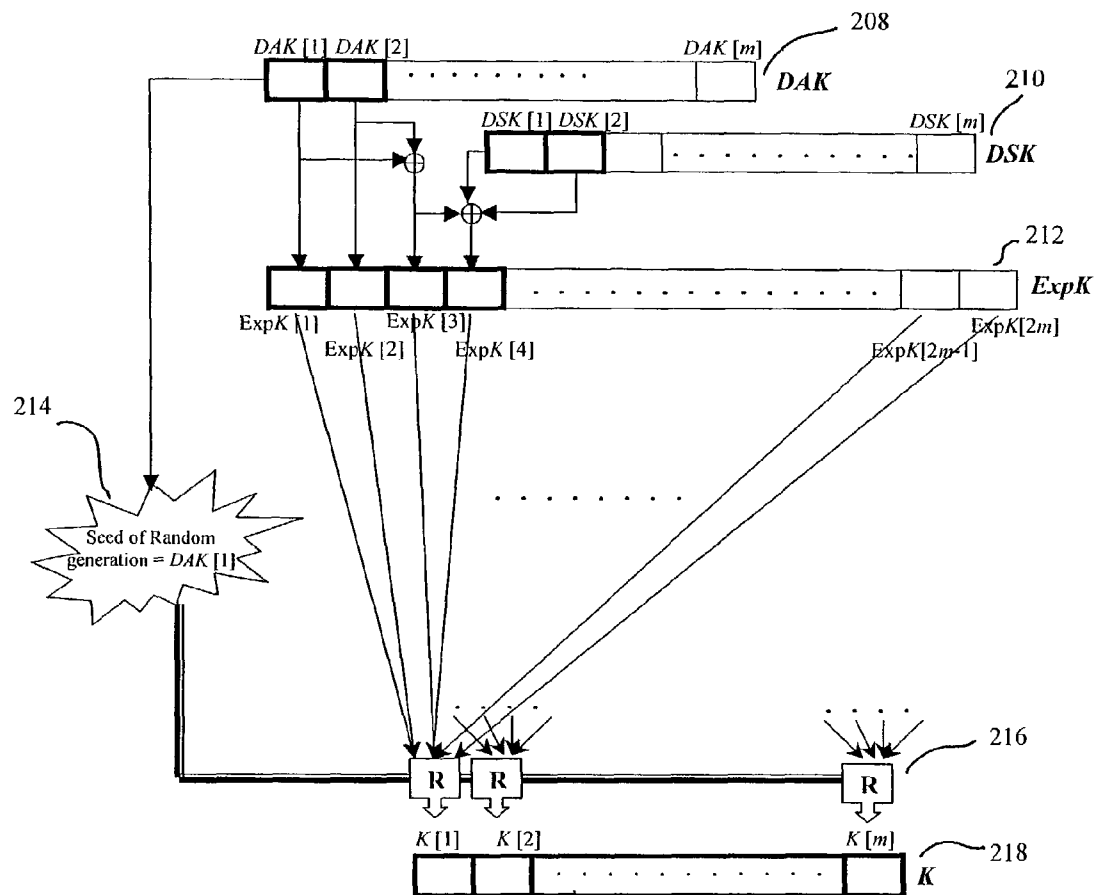 208
DAK [1] DAK [2] DAK [m]
DAK
210
DSK [1] DSK [2] DSK [m]
DSK
212
ExpK
ExpK [1] ExpK [3] ExpK[2m]
ExpK [2] ExpK [4] ExpK[2m-1]
214
Seed of Random
generation = DAK [1]
216
R R R
K [1] K [2] K [m]
218
K